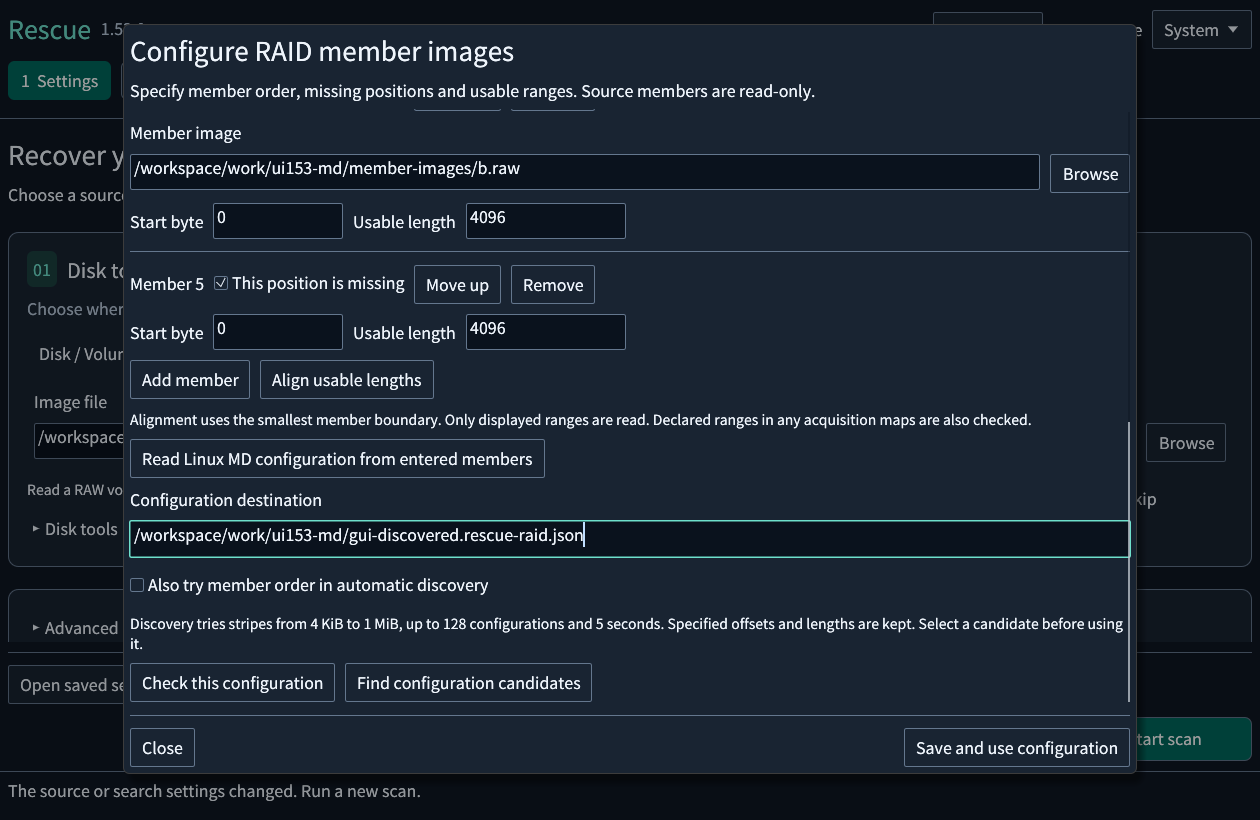 Rescue
System
1 Settings
Configure RAID member images
Specify member order, missing positions and usable ranges. Source members are read-only.
Recover y
Choose a sourc
Member image
/workspace/work/ui153-md/member-images/b.raw
Browse
Start byte 0 Usable length 4096
01 Disk to
Choose wher
Member 5 This position is missing Move up Remove
Start byte 0 Usable length 4096
Disk / Volu
Add member Align usable lengths
Image file
Alignment uses the smallest member boundary. Only displayed ranges are read. Declared ranges in any acquisition maps are also checked.
/workspace
Browse
Read Linux MD configuration from entered members
Read a RAW vo
Configuration destination
kip
Disk tools
/workspace/work/ui153-md/gui-discovered.rescue-raid.json
Also try member order in automatic discovery
Discovery tries stripes from 4 KiB to 1 MiB, up to 128 configurations and 5 seconds. Specified offsets and lengths are kept. Select a candidate before using
it.
Advanced
Open saved se
Check this configuration Find configuration candidates
Close Save and use configuration
tart scan
The source or search settings changed. Run a new scan.